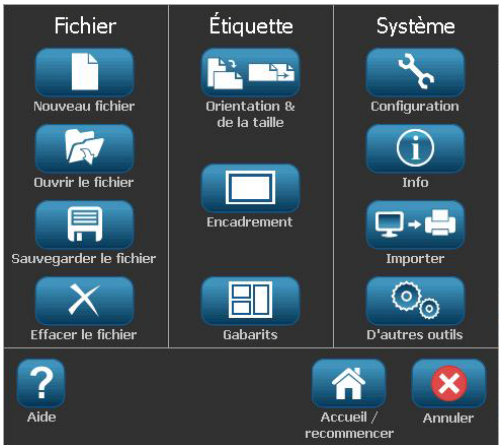 Fichier
Nouveau fichier
Ouvrir le fichier
Sauvegarder le fichier
Effacer le fichier
Étiquette
Orientation &
de la taille
Encadrement
Gabarits
Système
Configuration
Info
Importer
D'autres outils
?
Aide
Accueil /
recommencer
Annuler